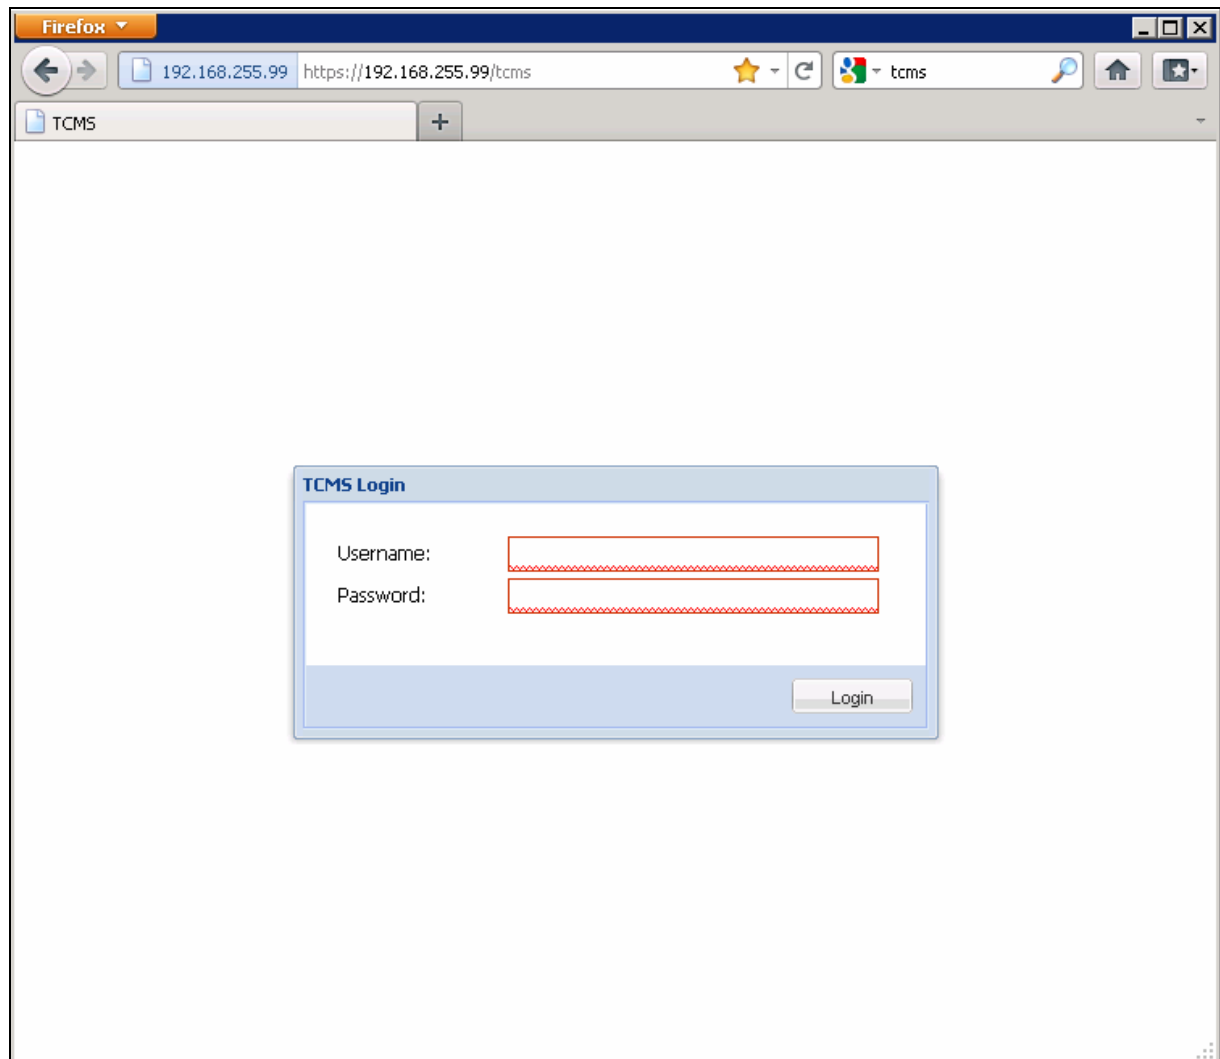 Firefox
192.168.255.99 https://192.168.255.99/tcms tcms
TCMS
TCMS Login
Username:
Password:
Login